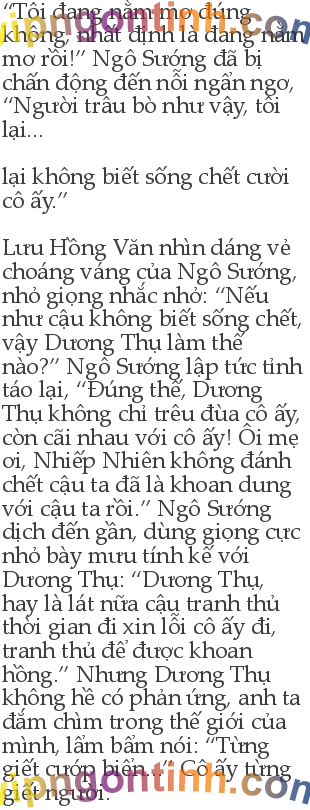 “Tôi đang nằm mơ đúng
không, nhất định là đang nằm
mơ rồi!” Ngô Sướng đã bị
chấn động đến nỗi ngẩn ngơ,
“Người trâu bò như vậy, tôi
lại...
lại không biết sống chết cười
cô ấy.”
Lưu Hồng Văn nhìn dáng vẻ
choáng váng của Ngô Sướng,
nhỏ giọng nhắc nhở: “Nếu
như cậu không biết sống chết,
vậy Dương Thụ làm thế
nào?” Ngô Sướng lập tức tỉnh
táo lại, “Đúng thế, Dương
Thụ không chỉ trêu đùa cô ấy,
còn cãi nhau với cô ấy! Ôi mẹ
ơi, Nhiếp Nhiên không đánh
chết cậu ta đã là khoan dung
với cậu ta rồi.” Ngô Sướng
dịch đến gần, dùng giọng cực
nhỏ bày mưu tính kế với
Dương Thụ: “Dương Thụ,
hay là lát nữa cậu tranh thủ
thời gian đi xin lỗi cô ấy đi,
tranh thủ để được khoan
hồng.” Nhưng Dương Thụ
không hề có phản ứng, anh ta
đắm chìm trong thế giới của
mình, lẩm bẩm nói: “Từng
giết cướp biển...” Cô ấy từng
giết người.
vipngontinh.com
vipngontinh.com